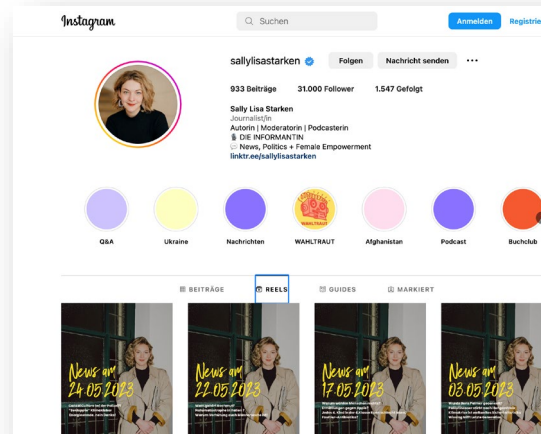 Instagram
Suchen
Anmelden
Registrie
sallylisastarken
Folgen
Nachricht senden
933 Beiträge 31.000 Follower 1.547 Gefolgt
Sally Lisa Starken
Journalist/in
Autorin | Moderatorin | Podcasterin
DIE INFORMANTIN
News, Politics + Female Empowerment
linktr.ee/sallylisastarken
Q&A
Ukraine
Nachrichten
WAHLTRAUT
Afghanistan
Podcast
Buchclub
BEITRÄGE
REELS
GUIDES
MARKIERT
News am
24.05.2023
News am
22.05.2023
News am
17.05.2023
News am
03.05.2023